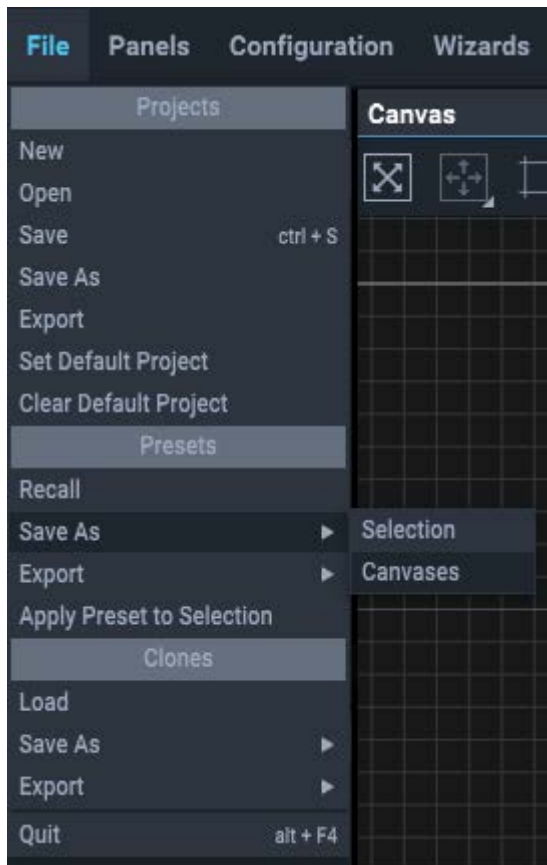 File Panels Configuration Wizards
Projects
Canvas
New
Open
Save ctrl + S
Save As
Export
Set Default Project
Clear Default Project
Presets
Recall
Save As
Selection
Export
Canvases
Apply Preset to Selection
Clones
Load
Save As
Export
Quit alt + F4